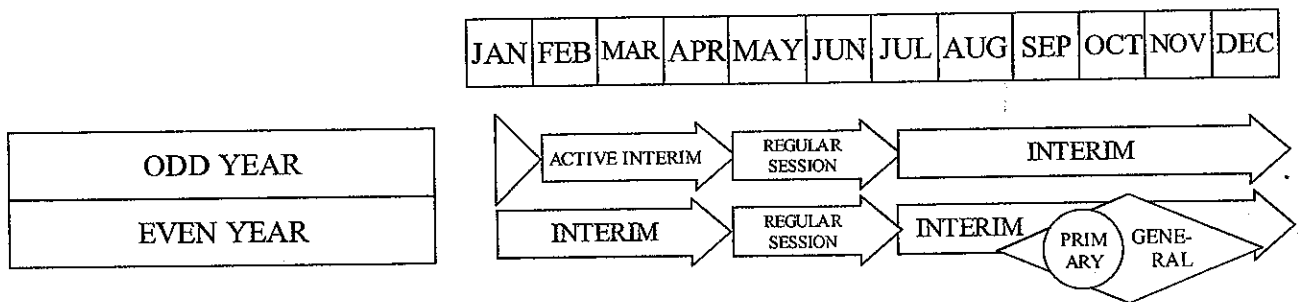 JAN FEB MAR APR MAY JUN JUL AUG SEP OCT NOV DEC
ODD YEAR
ACTIVE INTERIM
REGULAR
SESSION
INTERIM
EVEN YEAR
INTERIM
REGULAR
SESSION
INTERIM
PRIM
ARY
GENE-
RAL